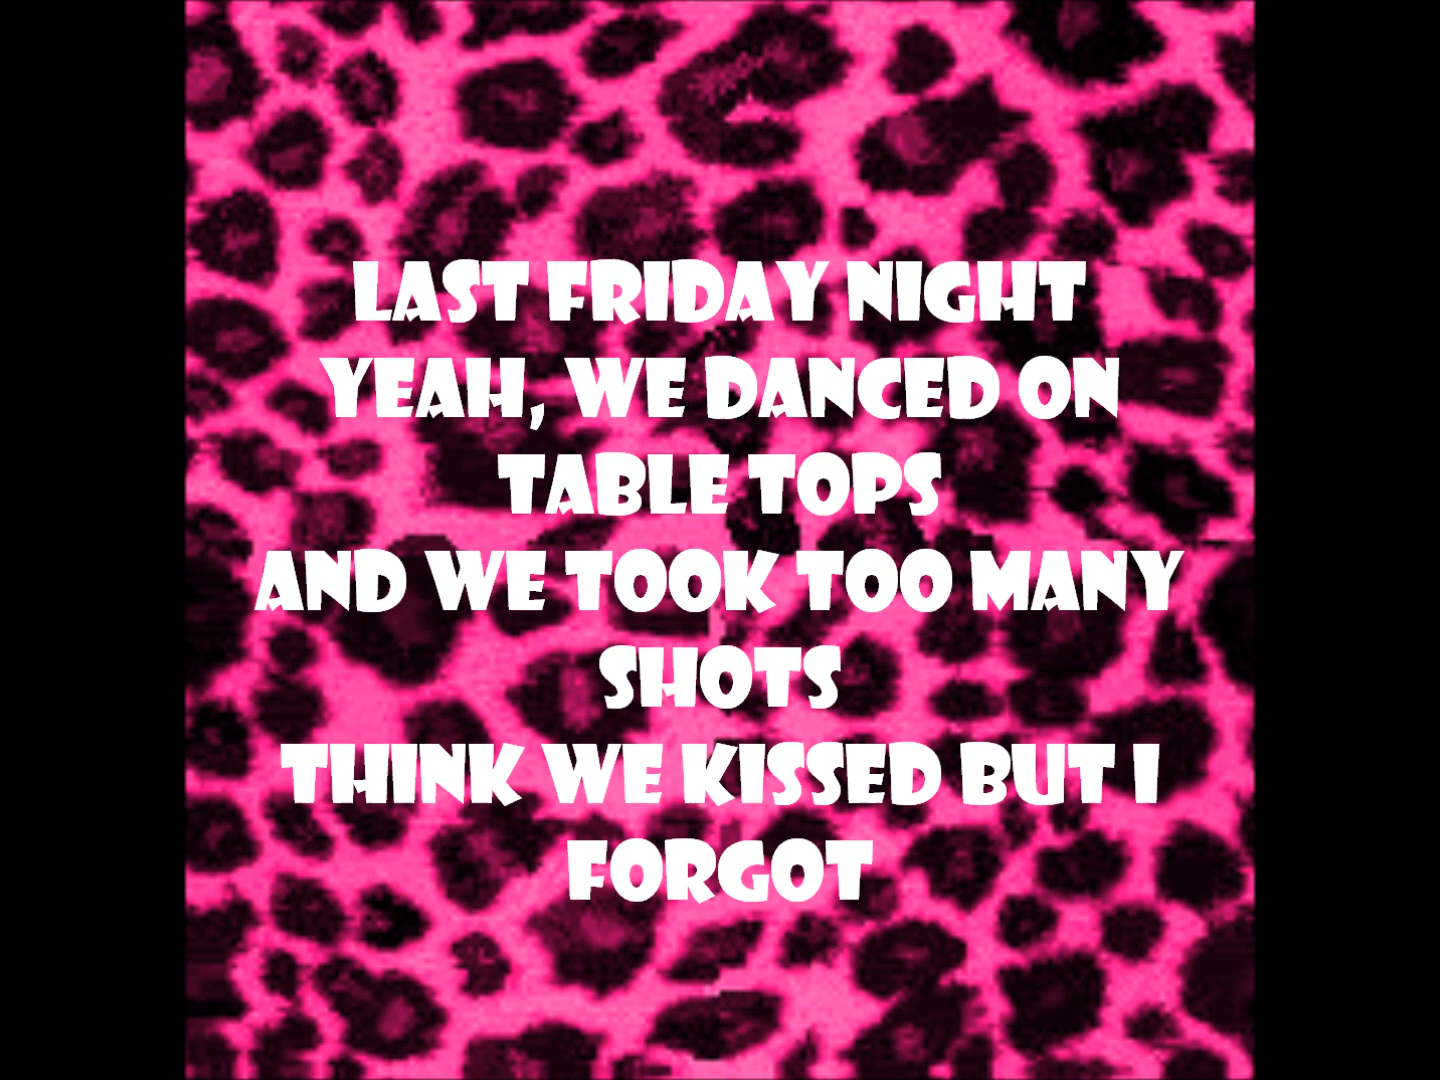 LAST FRIDAY NIGHT
YEAH, WE DANCED ON
TABLE TOPS
AND WE TOOK TOO MANY
SHOTS
THINK WE KISSED BUT I
FORGOT